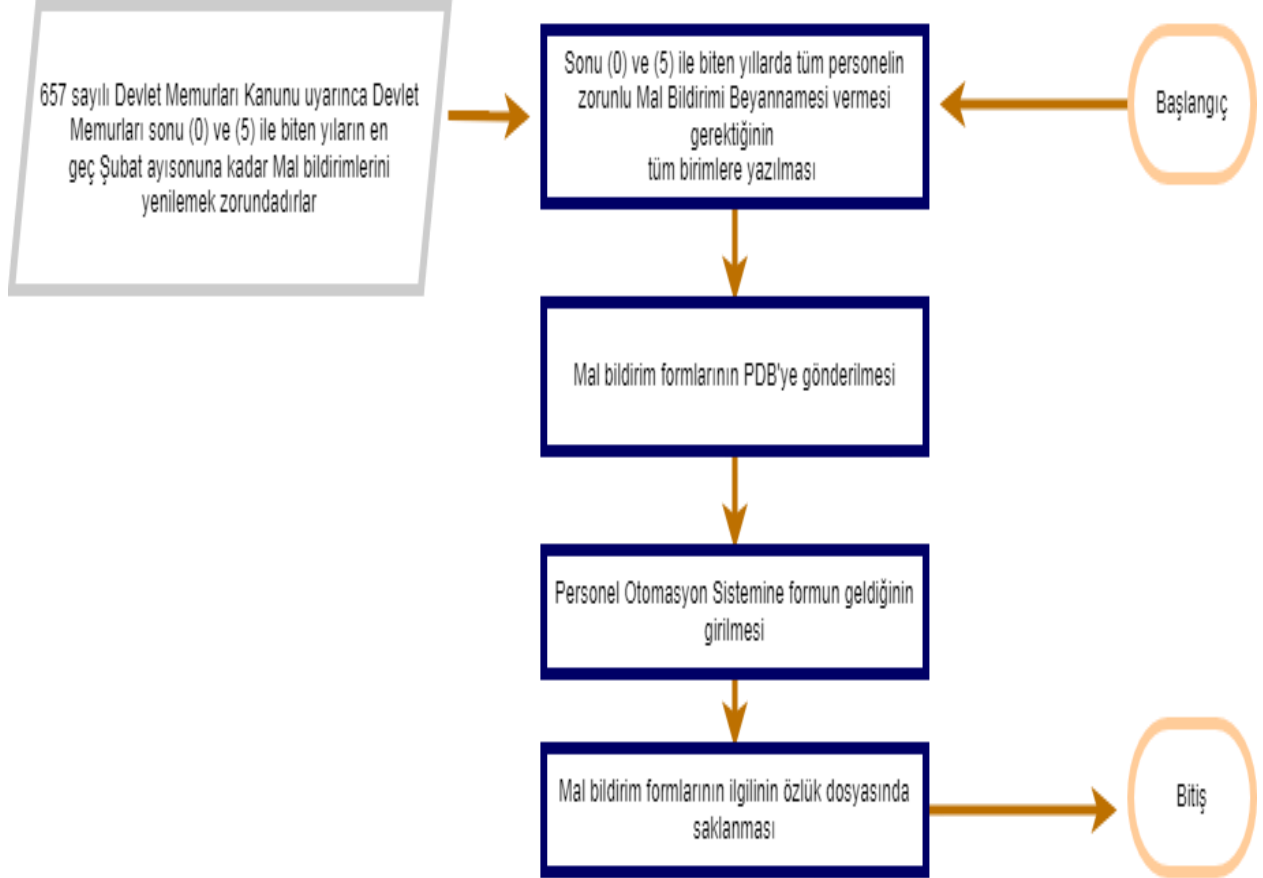 657 sayılı Devlet Memurları Kanunu uyarınca Devlet
Memurları sonu (0) ve (5) ile biten yıların en
geç Şubat ayısonuna kadar Mal bildirimlerini
yenilemek zorundadırlar
Sonu (0) ve (5) ile biten yıllarda tüm personelin
zorunlu Mal Bildirimi Beyannamesi vermesi
gerektiğinin
tüm birimlere yazılması
Başlangıç
Mal bildirim formlarının PDB'ye gönderilmesi
Personel Otomasyon Sistemine formun geldiğinin
girilmesi
Mal bildirim formlarının ilgilinin özlük dosyasında
saklanması
Bitiş